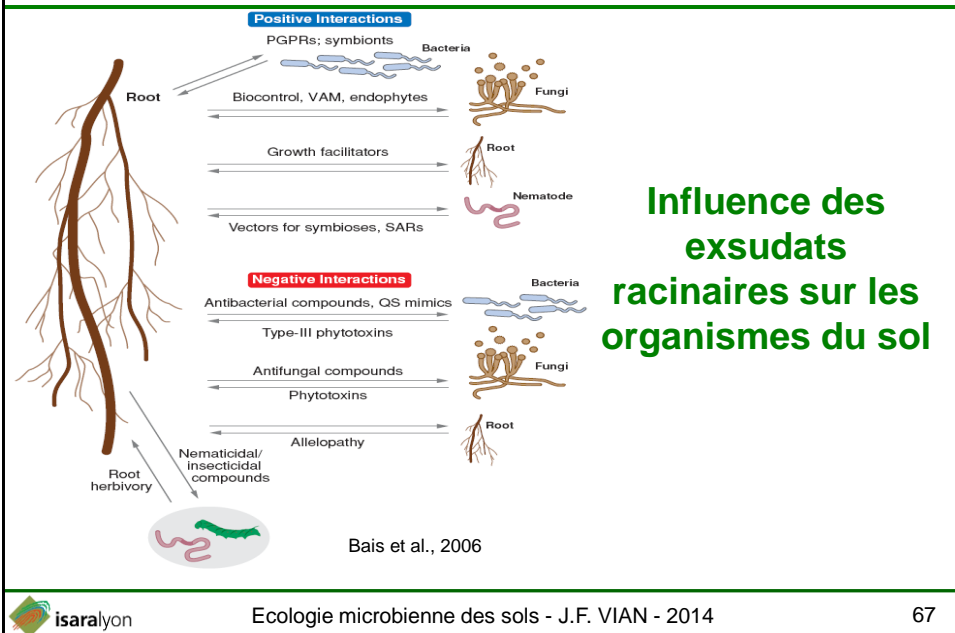 Positive Interactions
PGPRs; symbionts
Bacteria
Root
Biocontrol, VAM, endophytes
Fungi
Growth facilitators
Root
Nematode
Vectors for symbioses, SARs
Influence des
exsudats
racinaires sur les
organismes du sol
Negative Interactions
Antibacterial compounds, QS mimics
Bacteria
Type-III phytotoxins
Antifungal compounds
Fungi
Phytotoxins
Root
Allelopathy
Nematicidal/
insecticidal
compounds
Root
herbivory
Bais et al., 2006
isaralyon
Ecologie microbienne des sols - J.F. VIAN - 2014
67